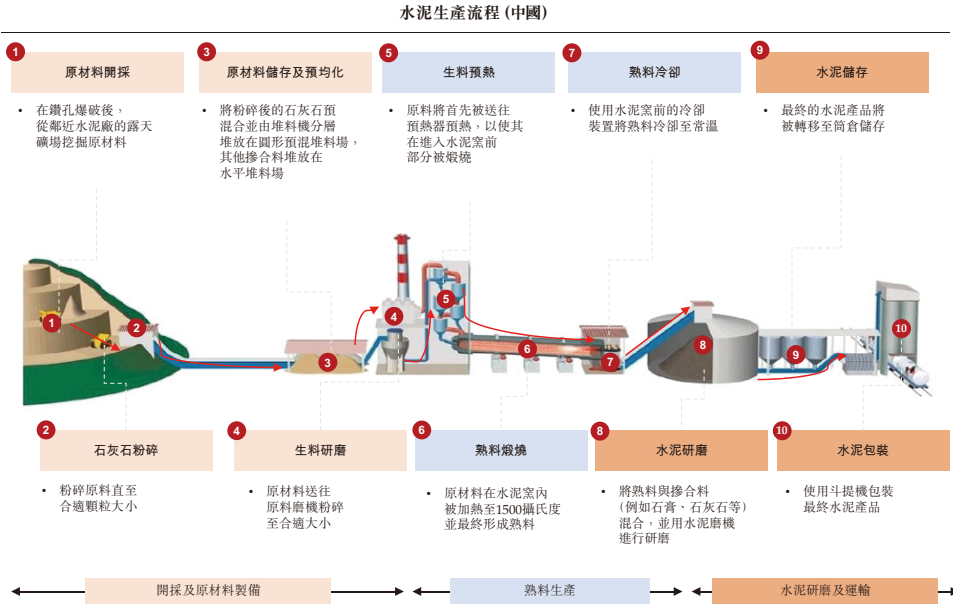 水泥生產流程 (中國)
1
原材料開採
• 在鑽孔爆破後，
從鄰近水泥廠的露天
礦場挖掘原材料
3
原材料儲存及預均化
• 將粉碎後的石灰石預
混合並由堆料機分層
堆放在圓形預混堆料場，
其他摻合料堆放在
水平堆料場
5
生料預熱
• 原料將首先被送往
預熱器預熱，以使其
在進入水泥窑前
部分被煅燒
7
熟料冷卻
• 使用水泥窑前的冷卻
裝置將熟料冷卻至常溫
9
水泥儲存
• 最終的水泥產品將
被轉移至筒倉儲存
1
2
3
4
5
6
7
8
9
10
2
石灰石粉碎
• 粉碎原料直至
合適顆粒大小
4
生料研磨
• 原材料送往
原料磨機粉碎
至合適大小
6
熟料煅燒
• 原材料在水泥窑內
被加熱至1500攝氏度
並最終形成熟料
8
水泥研磨
• 將熟料與摻合料
(例如石膏、石灰石等)
混合，並用水泥磨機
進行研磨
10
水泥包裝
• 使用斗提機包裝
最終水泥產品
開採及原材料製備
熟料生產
水泥研磨及運輸